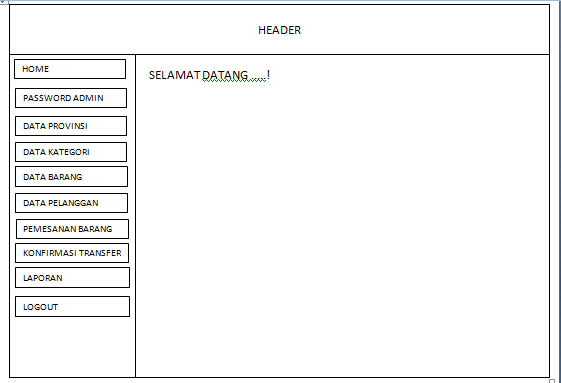 HEADER
HOME
PASSWORD ADMIN
DATA PROVINSI
DATA KATEGORI
DATA BARANG
DATA PELANGGAN
PEMESANAN BARANG
KONFIRMASI TRANSFER
LAPORAN
LOGOUT
SELAMAT DATANG .....!